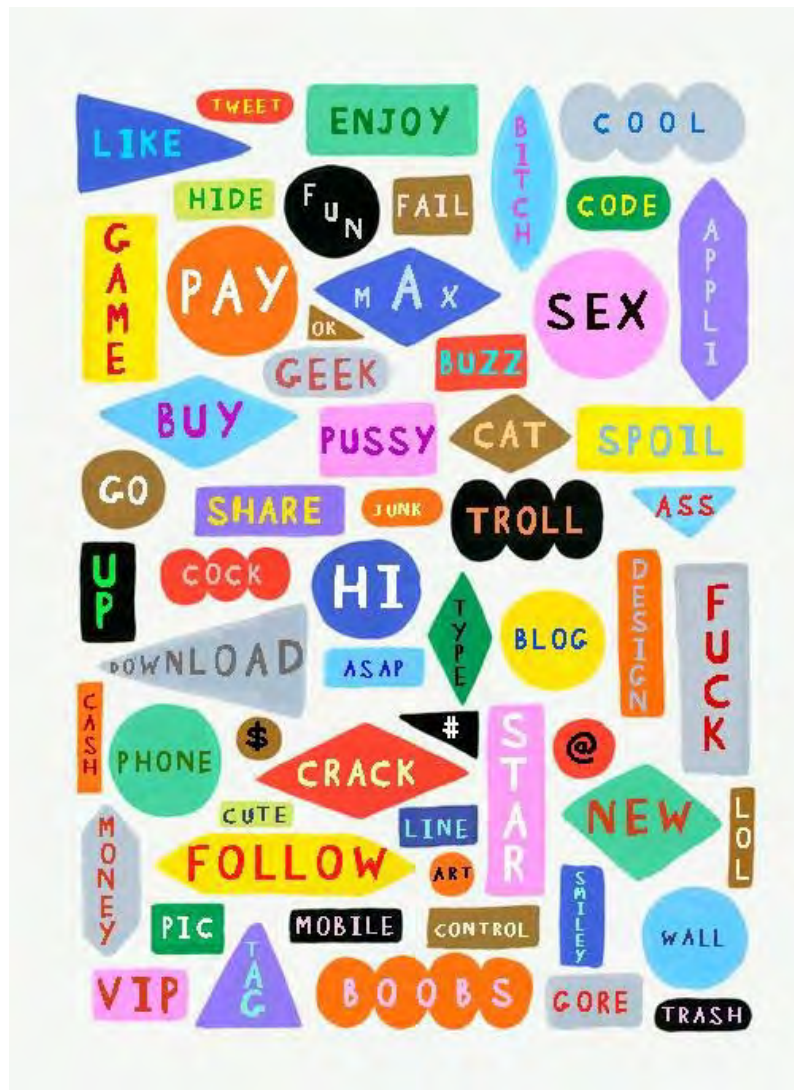 LIKE
TWEET
ENJOY
BITCH
COOL
HIDE
FUN
FAIL
CODE
APPLI
GAME
PAY
MAX
OK
SEX
GEEK
BUZZ
BUY
PUSSY
CAT
SPOIL
GO
SHARE
JUNK
TROLL
ASS
UP
COCK
HI
TYPE
BLOG
DESIGN
FUCK
DOWNLOAD
ASAP
CASH
PHONE
$
CRACK
#
STAR
@
NEW
LOL
MONEY
CUTE
LINE
FOLLOW
ART
SMILEY
WALL
PIC
TAG
MOBILE
CONTROL
VIP
BOOBS
GORE
TRASH